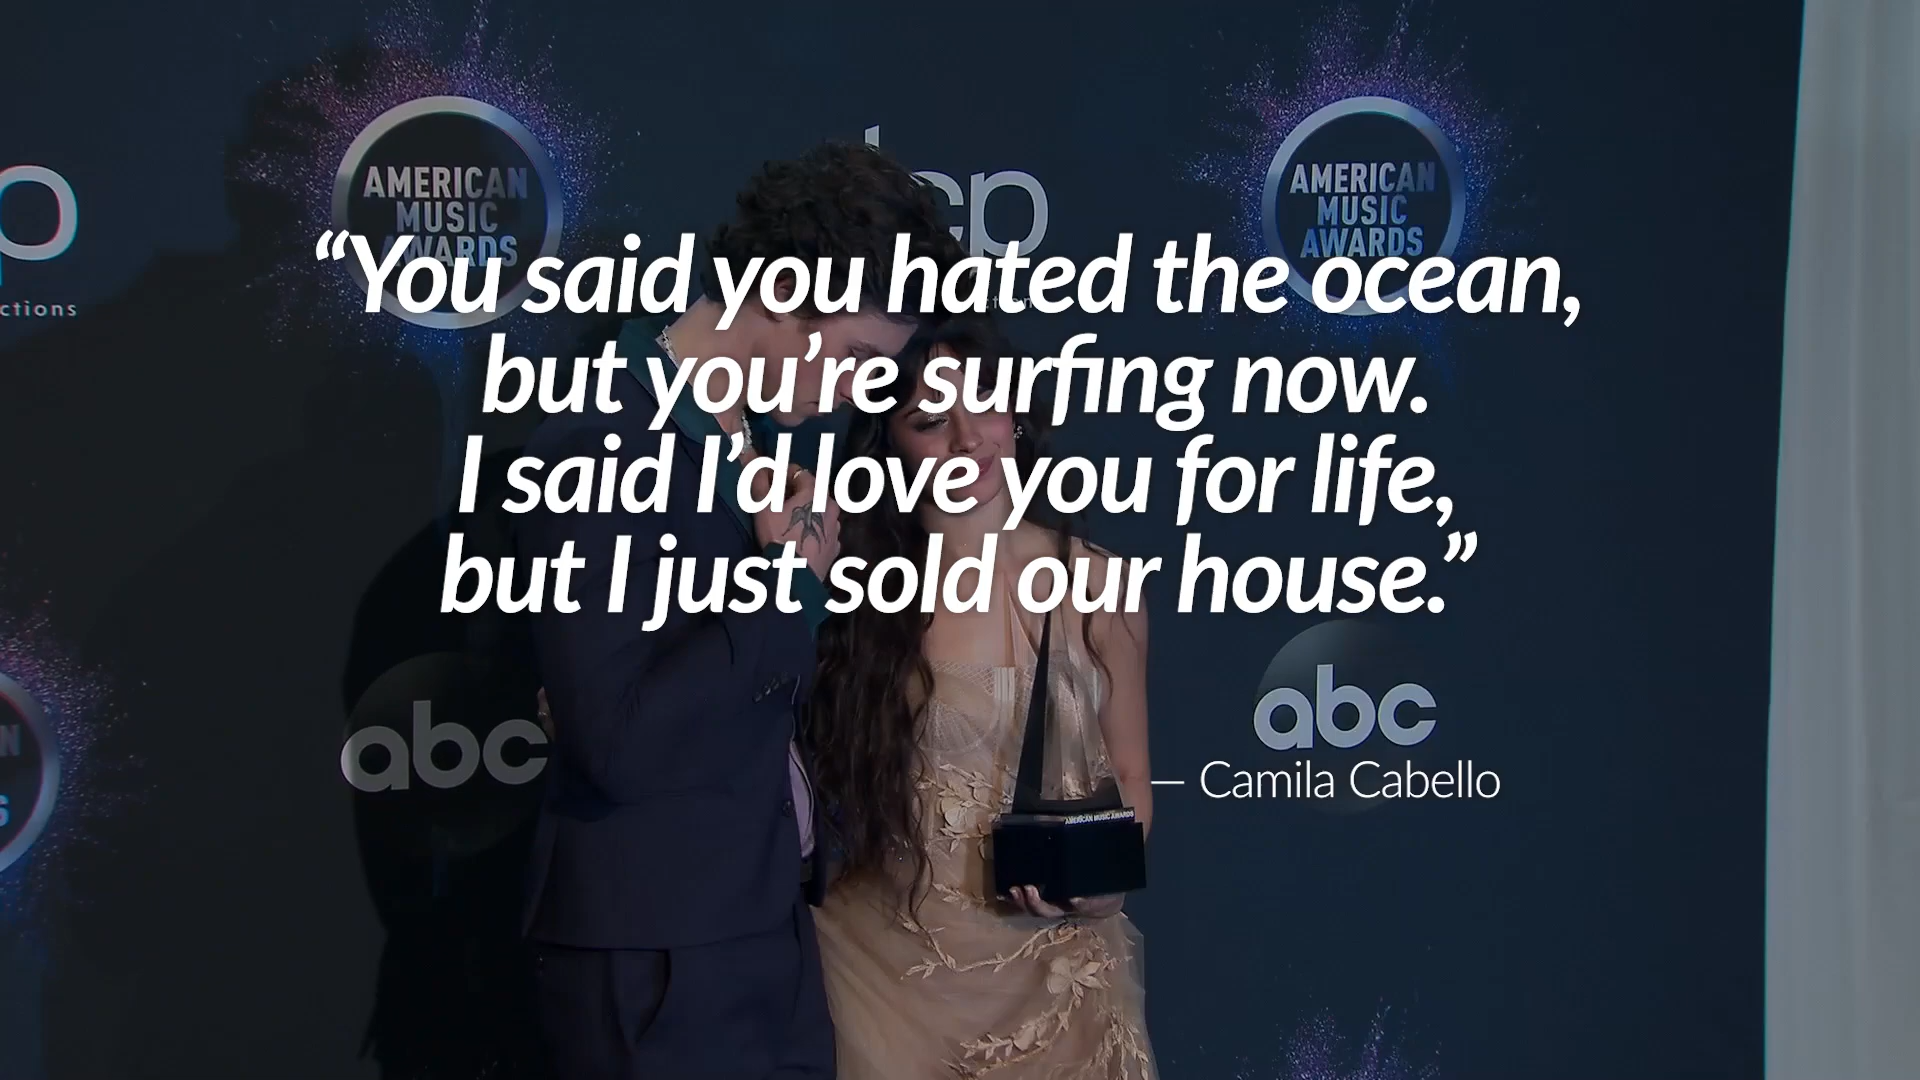 AMERICAN
MUSIC
AWARDS
cp
AMERICAN
MUSIC
AWARDS
p
ctions
“You said you hated the ocean,
but you’re surfing now.
I said I’d love you for life,
but I just sold our house.”
abc
abc
— Camila Cabello
AMERICAN MUSIC AWARDS
N
S